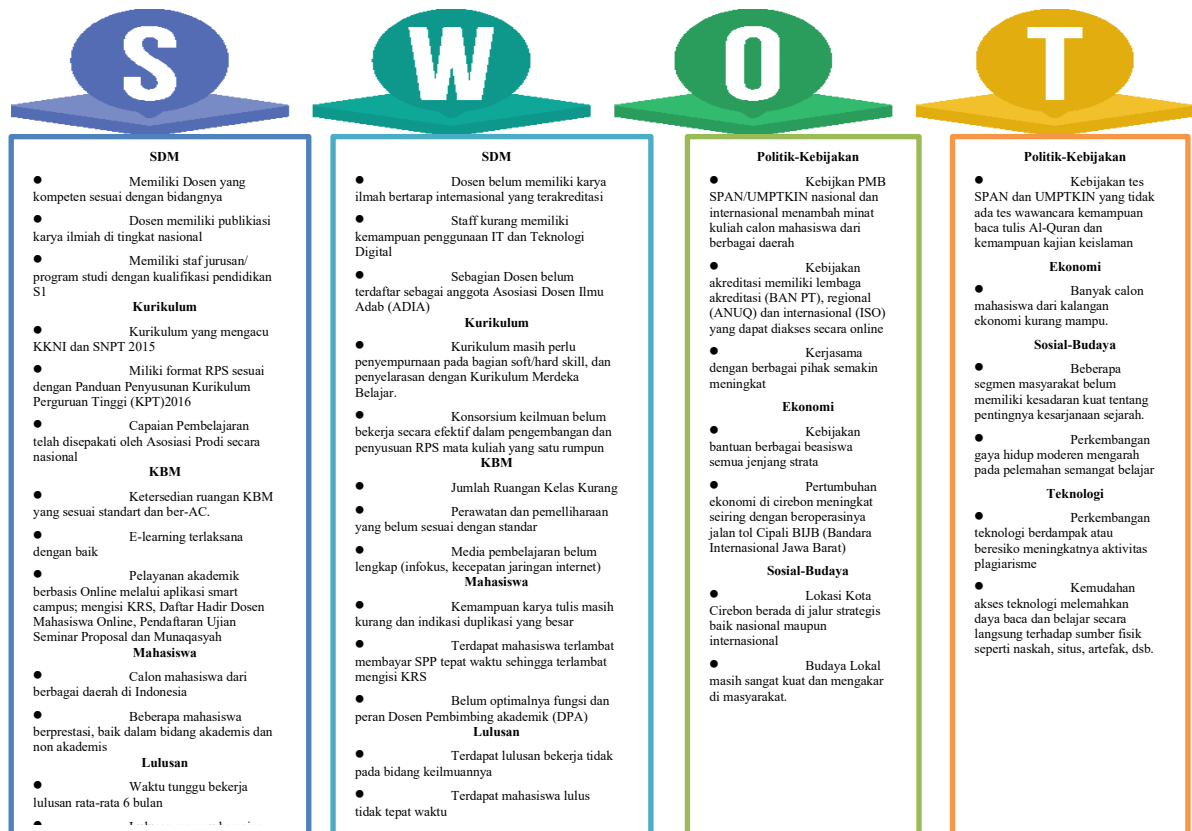 S
SDM
● Memiliki Dosen yang
kompeten sesuai dengan bidangnya
● Dosen memiliki publikiasi
karya ilmiah di tingkat nasional
● Memiliki staf jurusan/
program studi dengan kualifikasi pendidikan
S1
Kurikulum
● Kurikulum yang mengacu
KKNI dan SNPT 2015
● Miliki format RPS sesuai
dengan Panduan Penyusunan Kurikulum
Perguruan Tinggi (KPT)2016
● Capaian Pembelajaran
telah disepakati oleh Asosiasi Prodi secara
nasional
KBM
● Ketersedian ruangan KBM
yang sesuai standart dan ber-AC.
● E-learning terlaksana
dengan baik
● Pelayanan akademik
berbasis Online melalui aplikasi smart
campus; mengisi KRS, Daftar Hadir Dosen
Mahasiswa Online, Pendaftaran Ujian
Seminar Proposal dan Munaqasyah
Mahasiswa
● Calon mahasiswa dari
berbagai daerah di Indonesia
● Beberapa mahasiswa
berprestasi, baik dalam bidang akademis dan
non akademis
Lulusan
● Waktu tunggu bekerja
lulusan rata-rata 6 bulan
W
SDM
● Dosen belum memiliki karya
ilmah bertarap internasional yang terakreditasi
● Staff kurang memiliki
kemampuan penggunaan IT dan Teknologi
Digital
● Sebagian Dosen belum
terdaftar sebagai anggota Asosiasi Dosen Ilmu
Adab (ADIA)
Kurikulum
● Kurikulum masih perlu
penyempurnaan pada bagian soft/hard skill, dan
penyelarasan dengan Kurikulum Merdeka
Belajar.
● Konsorsium keilmuan belum
bekerja secara efektif dalam pengembangan dan
penyusuan RPS mata kuliah yang satu rumpun
KBM
● Jumlah Ruangan Kelas Kurang
● Perawatan dan pemelliharaan
yang belum sesuai dengan standar
● Media pembelajaran belum
lengkap (infokus, kecepatan jaringan internet)
Mahasiswa
● Kemampuan karya tulis masih
kurang dan indikasi duplikasi yang besar
● Terdapat mahasiswa terlambat
membayar SPP tepat waktu sehingga terlambat
mengisi KRS
● Belum optimalnya fungsi dan
peran Dosen Pembimbing akademik (DPA)
Lulusan
● Terdapat lulusan bekerja tidak
pada bidang keilmuannya
● Terdapat mahasiswa lulus
tidak tepat waktu
O
Politik-Kebijakan
● Kebijkan PMB
SPAN/UMPTKIN nasional dan
internasional menambah minat
kuliah calon mahasiswa dari
berbagai daerah
● Kebijakan
akreditasi memiliki lembaga
akreditasi (BAN PT), regional
(ANUQ) dan internasional (ISO)
yang dapat diakses secara online
● Kerjasama
dengan berbagai pihak semakin
meningkat
Ekonomi
● Kebijakan
bantuan berbagai beasiswa
semua jenjang strata
● Pertumbuhan
ekonomi di cirebon meningkat
seiring dengan beroperasinya
jalan tol Cipali BIJB (Bandara
Internasional Jawa Barat)
Sosial-Budaya
● Lokasi Kota
Cirebon berada di jalur strategis
baik nasional maupun
internasional
● Budaya Lokal
masih sangat kuat dan mengakar
di masyarakat.
T
Politik-Kebijakan
● Kebijakan tes
SPAN dan UMPTKIN yang tidak
ada tes wawancara kemampuan
baca tulis Al-Quran dan
kemampuan kajian keislaman
Ekonomi
● Banyak calon
mahasiswa dari kalangan
ekonomi kurang mampu.
Sosial-Budaya
● Beberapa
segmen masyarakat belum
memiliki kesadaran kuat tentang
pentingnya kesarjanaan sejarah.
● Perkembangan
gaya hidup moderen mengarah
pada pelemahan semangat belajar
Teknologi
● Perkembangan
teknologi berdampak atau
beresiko meningkatnya aktivitas
plagiarisme
● Kemudahan
akses teknologi melemahkan
daya baca dan belajar secara
langsung terhadap sumber fisik
seperti naskah, situs, artefak, dsb.